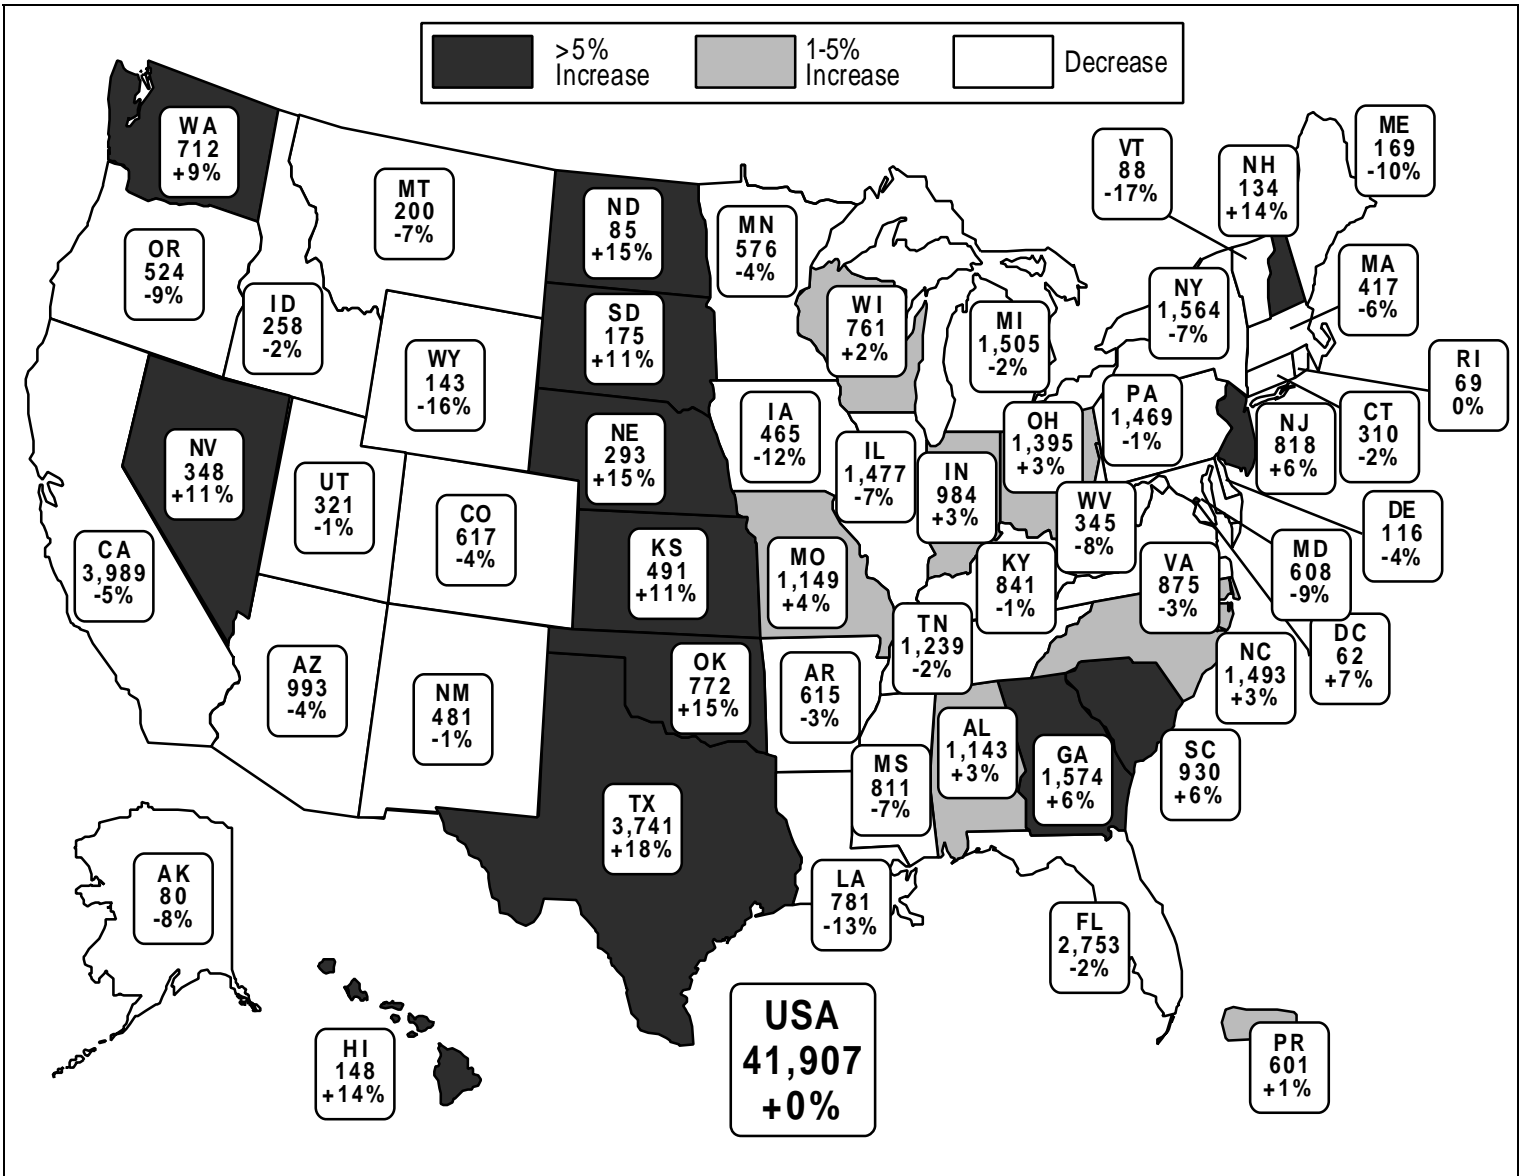 >5%
Increase
1-5%
Increase
Decrease
WA
712
+9%
MT
200
-7%
ND
85
+15%
MN
576
-4%
VT
88
-17%
NH
134
+14%
ME
169
-10%
OR
524
-9%
ID
258
-2%
SD
175
+11%
WI
761
+2%
MI
1,505
-2%
NY
1,564
-7%
MA
417
-6%
WY
143
-16%
RI
69
0%
NV
348
+11%
UT
321
-1%
NE
293
+15%
IA
465
-12%
IL
1,477
-7%
IN
984
+3%
OH
1,395
+3%
PA
1,469
-1%
NJ
818
+6%
CT
310
-2%
CA
3,989
-5%
CO
617
-4%
KS
491
+11%
MO
1,149
+4%
KY
841
-1%
WV
345
-8%
VA
875
-3%
MD
608
-9%
DE
116
-4%
AZ
993
-4%
NM
481
-1%
OK
772
+15%
AR
615
-3%
TN
1,239
-2%
NC
1,493
+3%
DC
62
+7%
TX
3,741
+18%
MS
811
-7%
AL
1,143
+3%
GA
1,574
+6%
SC
930
+6%
AK
80
-8%
LA
781
-13%
FL
2,753
-2%
HI
148
+14%
USA
41,907
+0%
PR
601
+1%